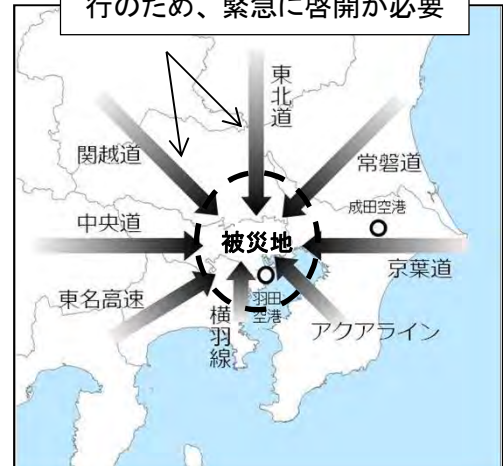 行のため、緊急に啓開が必要
東北道
関越道
常磐道
成田空港
中央道
被災地
京葉道
羽田
空港
東名高速
横羽線
アクアライン